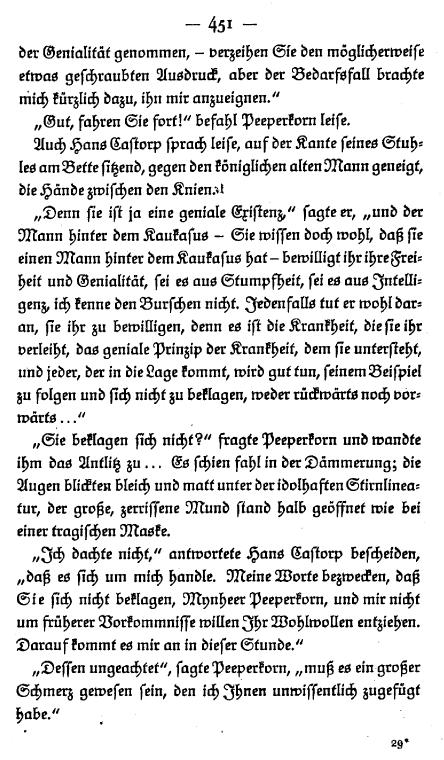 — 451 —
der Genialität genommen, – verzeihen Sie den möglicherweise
etwas geschraubten Ausdruck, aber der Bedarfsfall brachte
mich kürzlich dazu, ihn mir anzueignen.“
„Gut, fahren Sie fort!“ befahl Peeperkorn leise.
Auch Hans Castorp sprach leise, auf der Kante seines Stuh-
les am Bette sitzend, gegen den königlichen alten Mann geneigt,
die Hände zwischen den Knien.
„Denn sie ist ja eine geniale Existenz,“ sagte er, „und der
Mann hinter dem Kaukasus – Sie wissen doch wohl, daß sie
einen Mann hinter dem Kaukasus hat – bewilligt ihr ihre Frei-
heit und Genialität, sei es aus Stumpfheit, sei es aus Intelli-
genz, ich kenne den Burschen nicht. Jedenfalls tut er wohl dar-
an, sie ihr zu bewilligen, denn es ist die Krankheit, die sie ihr
verleiht, das geniale Prinzip der Krankheit, dem sie untersteht,
und jeder, der in die Lage kommt, wird gut tun, seinem Beispiel
zu folgen und sich nicht zu beklagen, weder rückwärts noch vor-
wärts ...“
„Sie beklagen sich nicht?“ fragte Peeperkorn und wandte
ihm das Antlitz zu ... Es schien fahl in der Dämmerung; die
Augen blickten bleich und matt unter der idolhaften Stirnlinea-
tur, der große, zerrissene Mund stand halb geöffnet wie bei
einer tragischen Maske.
„Ich dachte nicht,“ antwortete Hans Castorp bescheiden,
„daß es sich um mich handle. Meine Worte bezwecken, daß
Sie sich nicht beklagen, Mynheer Peeperkorn, und mir nicht
um früherer Vorkommnisse willen Ihr Wohlwollen entziehen.
Darauf kommt es mir an in dieser Stunde.“
„Dessen ungeachtet“, sagte Peeperkorn, „muß es ein großer
Schmerz gewesen sein, den ich Ihnen unwissentlich zugefügt
habe.“
29*